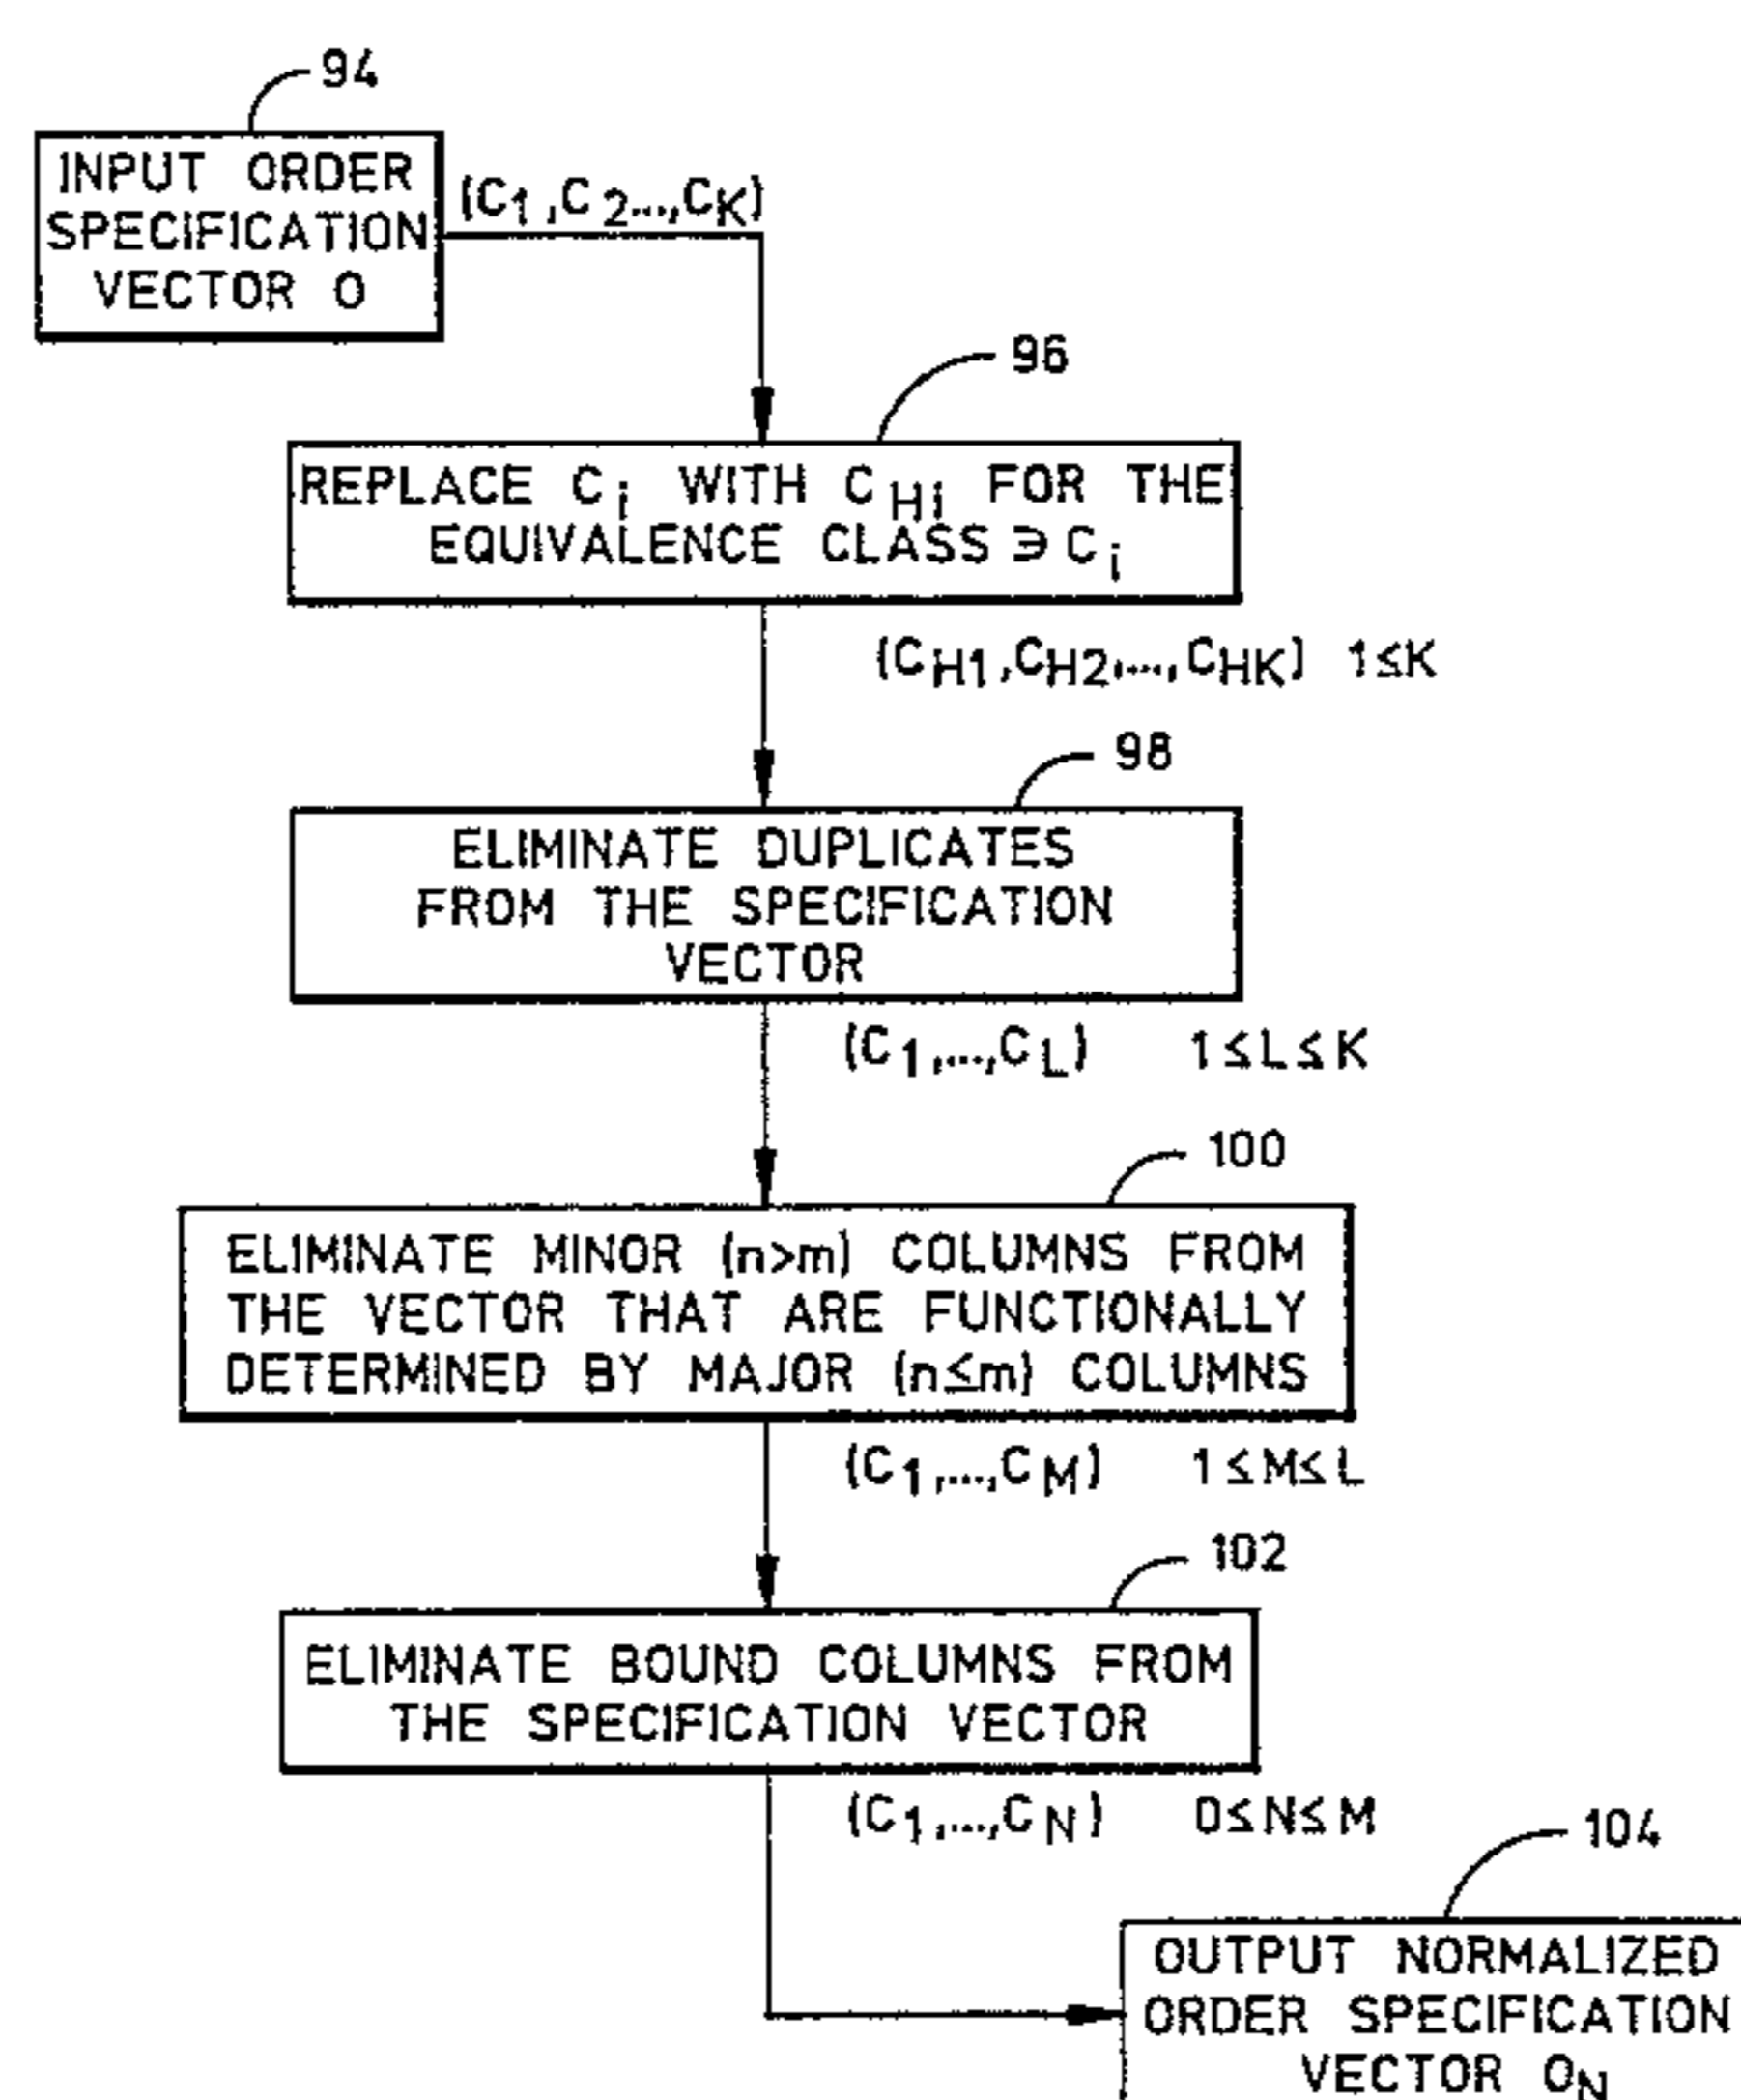 94
INPUT ORDER
SPECIFICATION
VECTOR O
(C1,C2...,CK)
96
REPLACE Ci WITH CHi FOR THE
EQUIVALENCE CLASS ∋ Ci
(CH1,CH2,...,CHK) 1≤K
98
ELIMINATE DUPLICATES
FROM THE SPECIFICATION
VECTOR
(C1,...,CL) 1≤L≤K
100
ELIMINATE MINOR (n>m) COLUMNS FROM
THE VECTOR THAT ARE FUNCTIONALLY
DETERMINED BY MAJOR (n≤m) COLUMNS
(C1,...,CM) 1≤M≤L
102
ELIMINATE BOUND COLUMNS FROM
THE SPECIFICATION VECTOR
(C1,...,CN) 0≤N≤M
104
OUTPUT NORMALIZED
ORDER SPECIFICATION
VECTOR ON